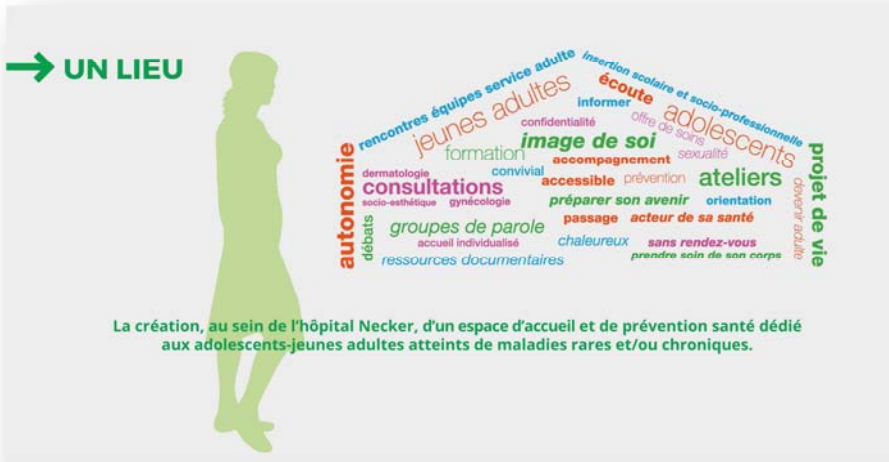 → UN LIEU
rencontres équipes service adulte
insertion scolaire et socio-professionnelle
jeunes adultes
écoute
informer
adolescents
offre de soins
confidentialité
image de soi
formation
sexualité
accompagnement
autonomie
projet de vie
dermatologie
convivial
accessible
prévention
ateliers
consultations
devenir adulte
socio-esthétique
gynécologie
préparer son avenir
orientation
débats
groupes de parole
passage
acteur de sa santé
accueil individualisé
chaleureux
sans rendez-vous
ressources documentaires
prendre soin de son corps
La création, au sein de l'hôpital Necker, d'un espace d'accueil et de prévention santé dédié
aux adolescents-jeunes adultes atteints de maladies rares et/ou chroniques.